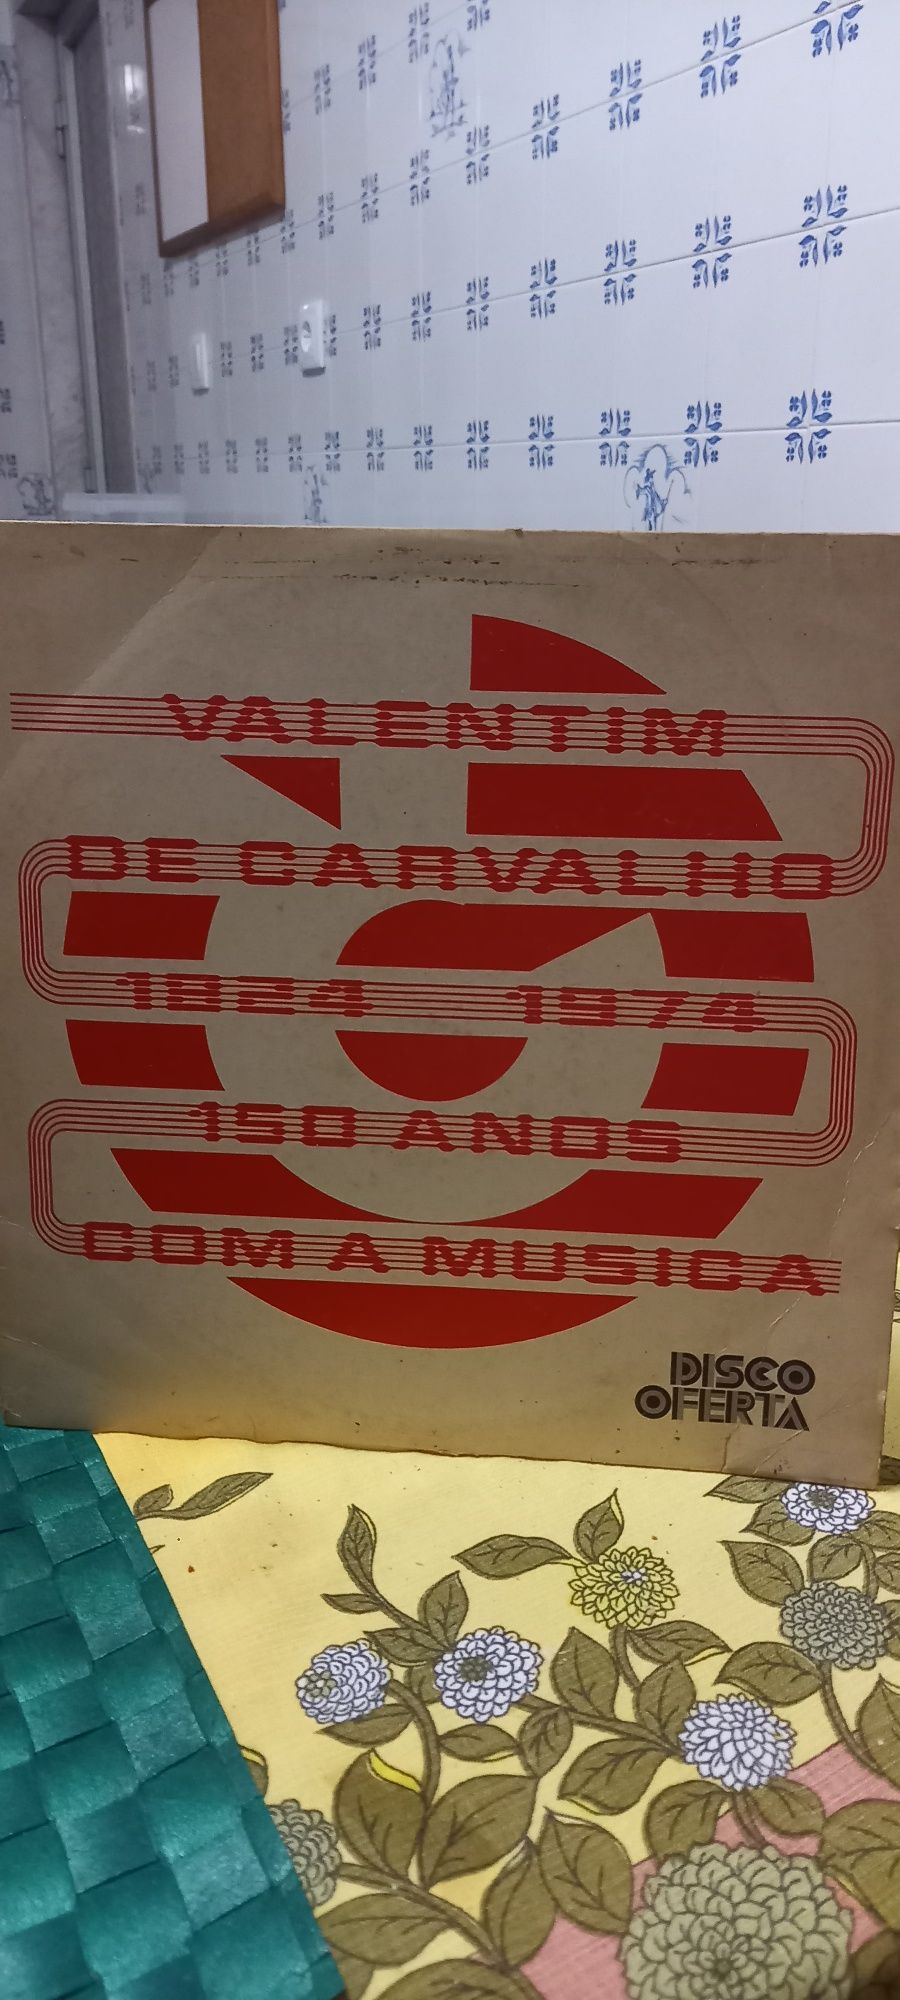 VALENTIM
DE CARVALHO
1824 1974
150 ANOS
COM A MUSICA
DISCO
OFERTA